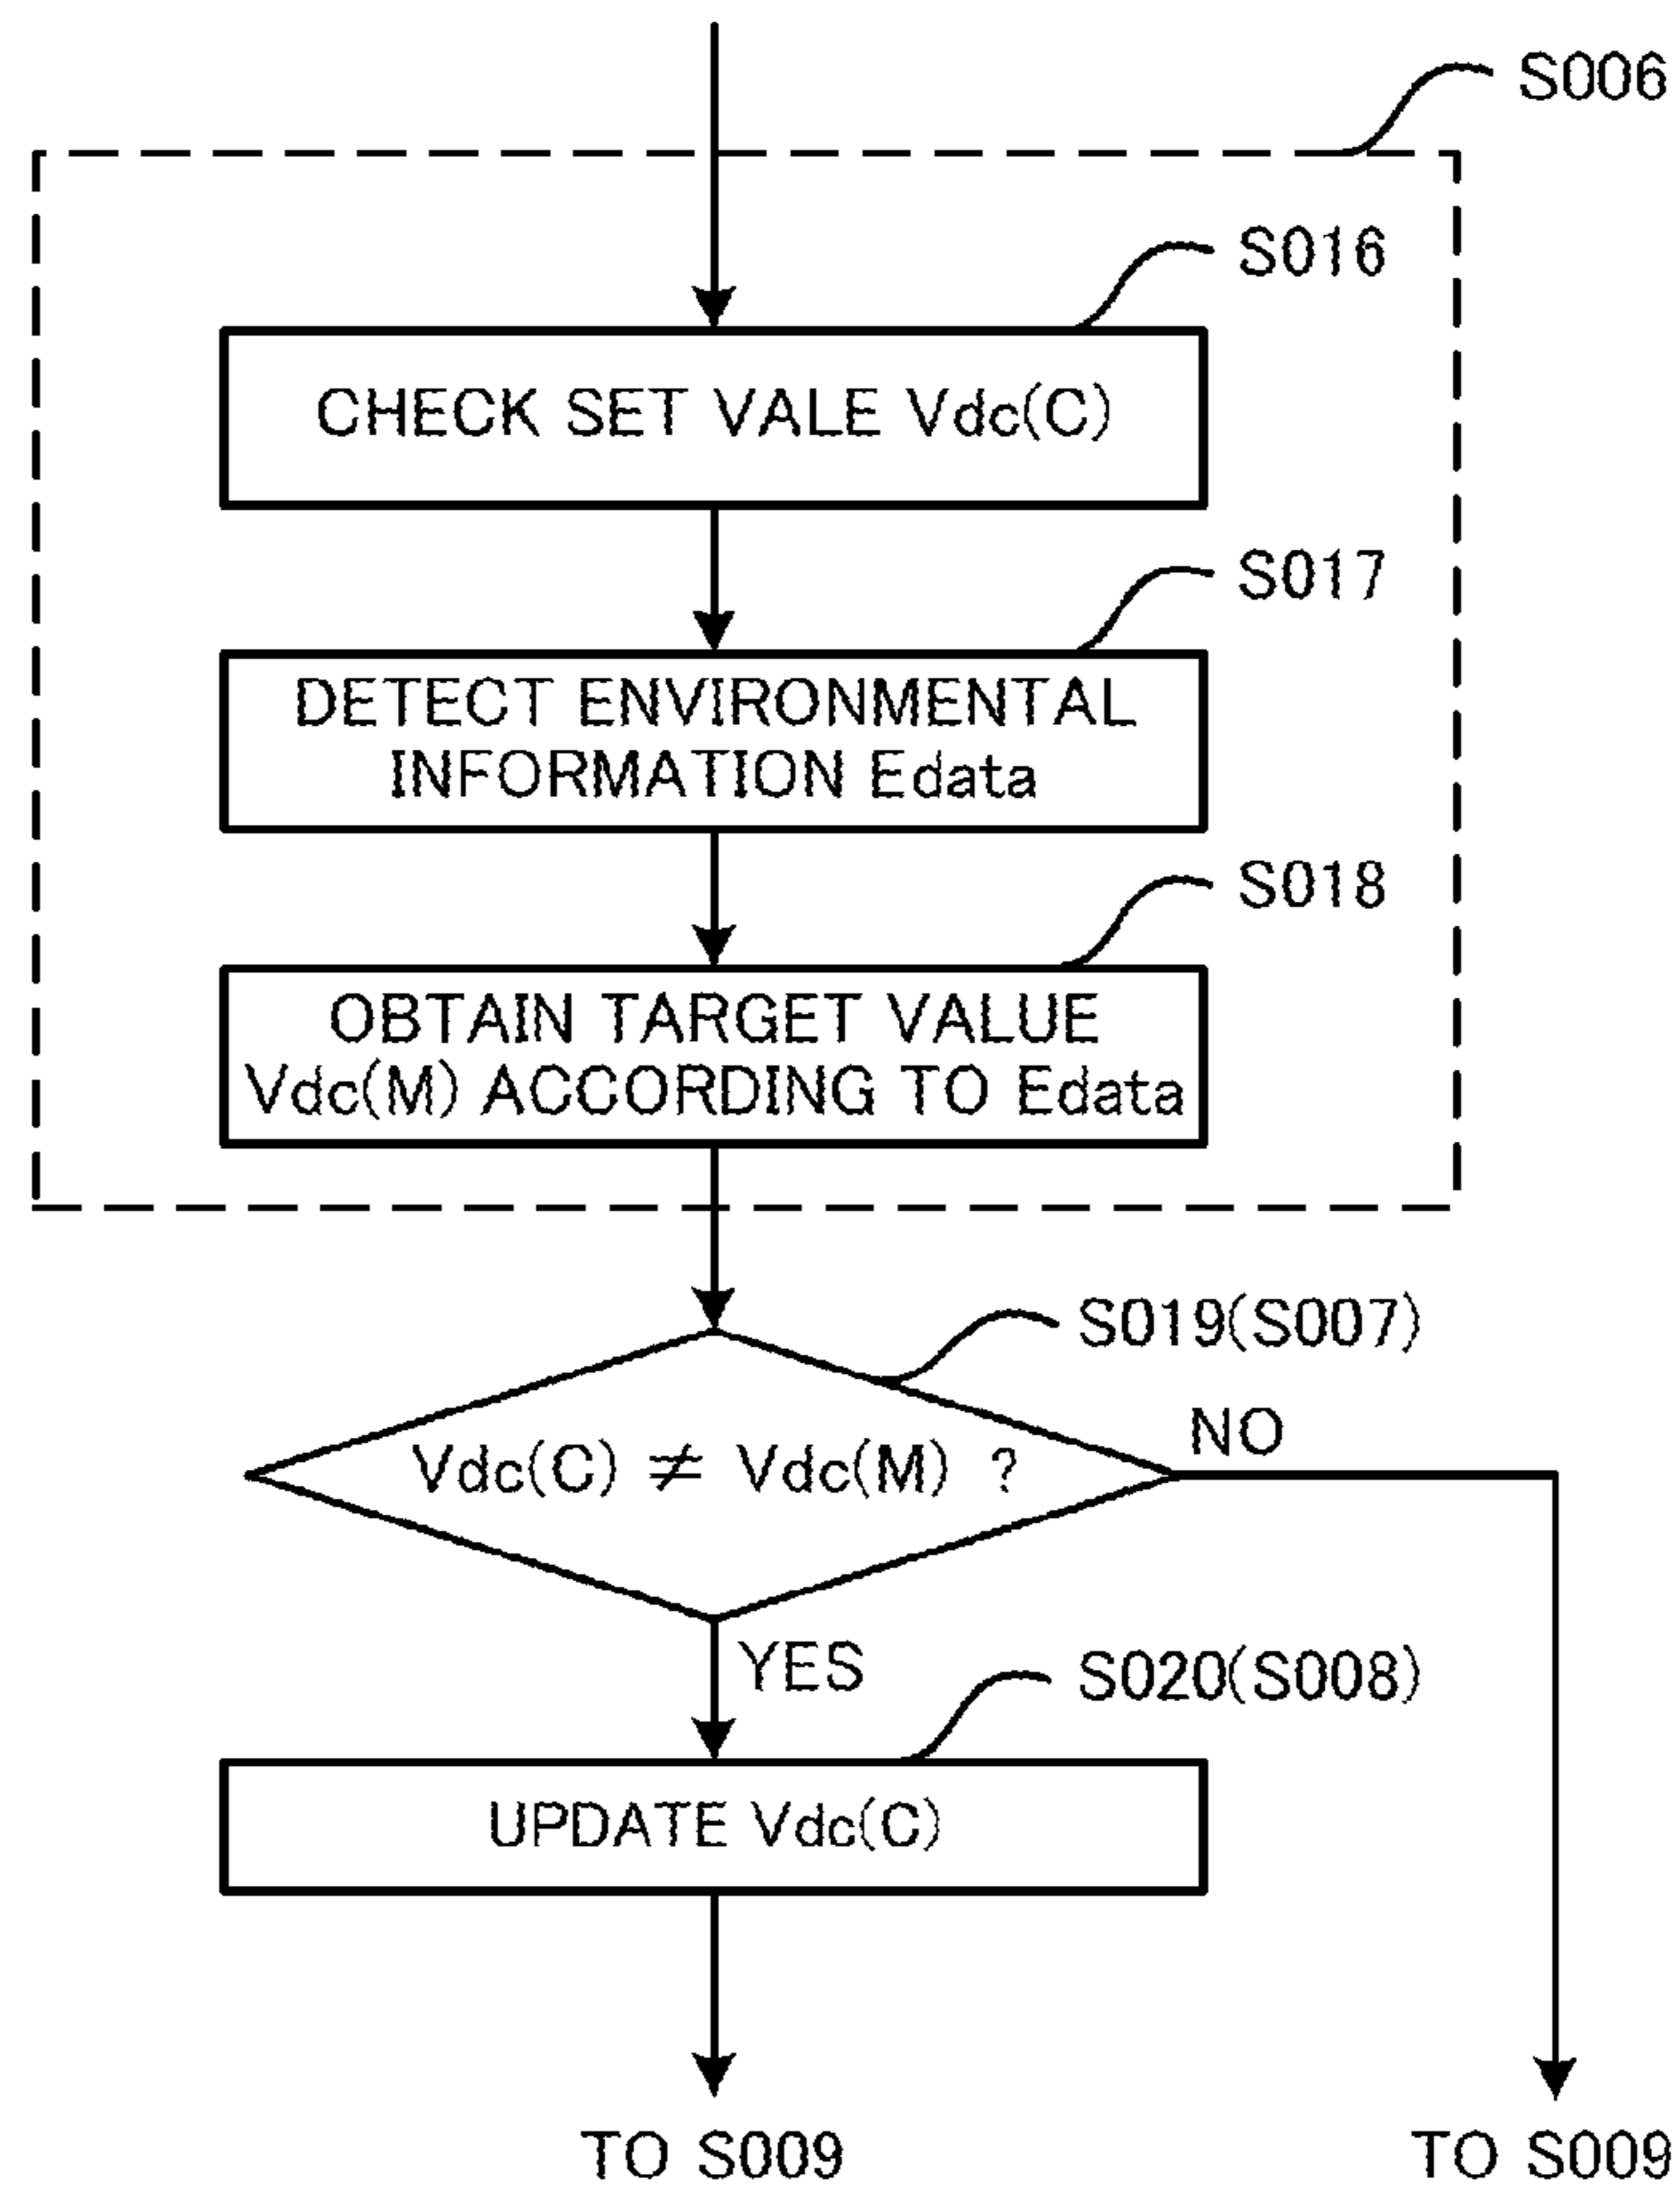 S006
S016
CHECK SET VALE Vdc(C)
S017
DETECT ENVIRONMENTAL
INFORMATION Edata
S018
OBTAIN TARGET VALUE
Vdc(M) ACCORDING TO Edata
S019(S007)
NO
Vdc(C) ≠ Vdc(M) ?
YES
S020(S008)
UPDATE Vdc(C)
TO S009
TO S009